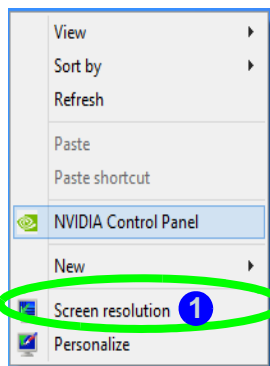 View
Sort by
Refresh
Paste
Paste shortcut
NVIDIA Control Panel
New
Screen resolution 1
Personalize